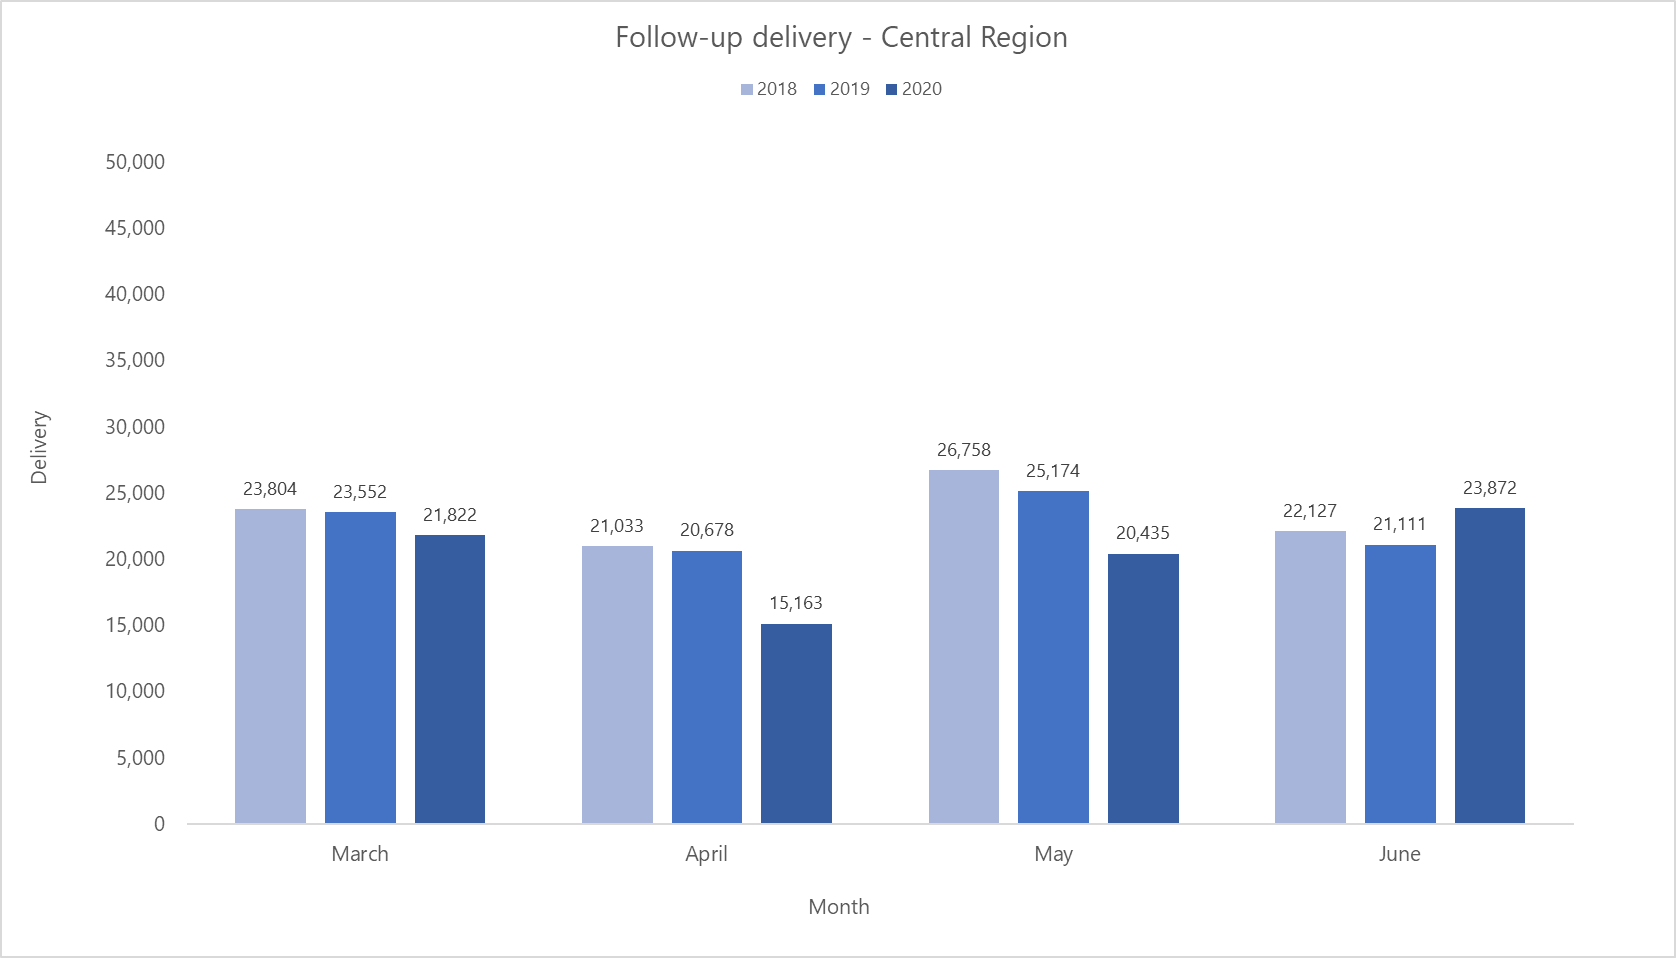 Follow-up delivery - Central Region
2018 2019 2020
50,000
45,000
40,000
35,000
30,000
25,000
20,000
15,000
10,000
5,000
0
Delivery
23,804 23,552 21,822
21,033 20,678 15,163
26,758 25,174 20,435
22,127 21,111 23,872
March April May June
Month